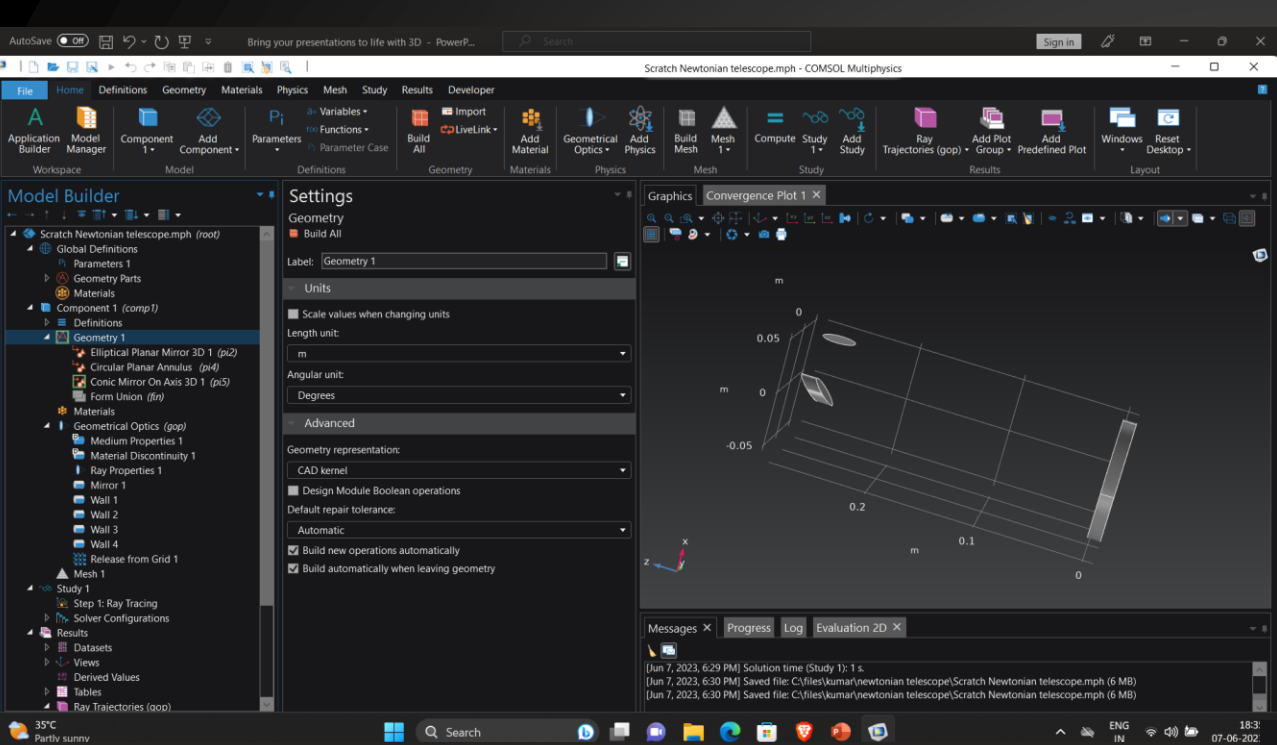 AutoSave Off
Bring your presentations to life with 3D - PowerP...
Search
Sign in
Scratch Newtonian telescope.mph - COMSOL Multiphysics
File Home Definitions Geometry Materials Physics Mesh Study Results Developer
Application Builder
Model Manager
Workspace
Component 1
Add Component
Model
Pi
Parameters
a= Variables
f(x) Functions
Pi Parameter Case
Definitions
Build All
Import
LiveLink
Geometry
Add Material
Materials
Geometrical Optics
Add Physics
Physics
Build Mesh
Mesh 1
Mesh
Compute
Study 1
Add Study
Study
Ray Trajectories (gop)
Add Plot Group
Add Predefined Plot
Results
Windows
Reset Desktop
Layout
Model Builder
Scratch Newtonian telescope.mph (root)
Global Definitions
Pi Parameters 1
Geometry Parts
Materials
Component 1 (comp1)
Definitions
Geometry 1
Elliptical Planar Mirror 3D 1 (pi2)
Circular Planar Annulus (pi4)
Conic Mirror On Axis 3D 1 (pi5)
Form Union (fin)
Materials
Geometrical Optics (gop)
Medium Properties 1
Material Discontinuity 1
Ray Properties 1
Mirror 1
Wall 1
Wall 2
Wall 3
Wall 4
Release from Grid 1
Mesh 1
Study 1
Step 1: Ray Tracing
Solver Configurations
Results
Datasets
Views
Derived Values
Tables
Ray Trajectories (gop)
Settings
Geometry
Build All
Label: Geometry 1
Units
Scale values when changing units
Length unit:
m
Angular unit:
Degrees
Advanced
Geometry representation:
CAD kernel
Design Module Boolean operations
Default repair tolerance:
Automatic
Build new operations automatically
Build automatically when leaving geometry
Graphics Convergence Plot 1
m
0
0.05
m
0
-0.05
0.2
m
0.1
0
x
z
y
Messages Progress Log Evaluation 2D
[Jun 7, 2023, 6:29 PM] Solution time (Study 1): 1 s.
[Jun 7, 2023, 6:30 PM] Saved file: C:\files\kumar\newtonian telescope\Scratch Newtonian telescope.mph (6 MB)
[Jun 7, 2023, 6:30 PM] Saved file: C:\files\kumar\newtonian telescope\Scratch Newtonian telescope.mph (6 MB)
35°C
Partly sunny
Search
ENG
IN
07-06-202